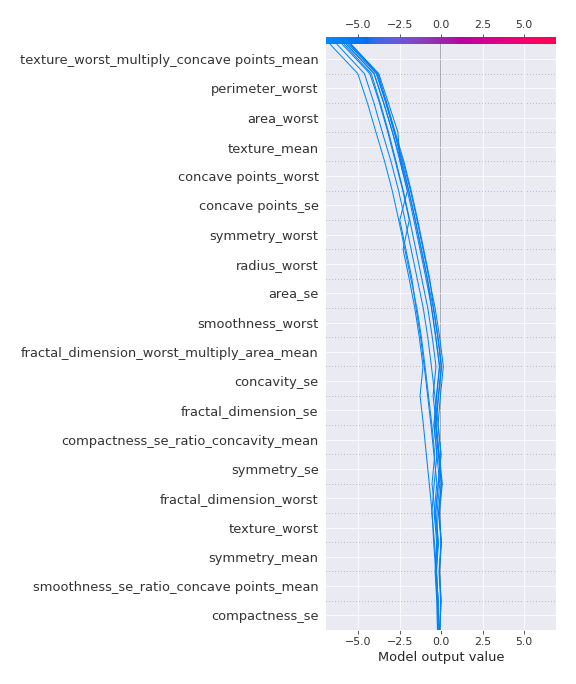 −5.0 −2.5 0.0 2.5 5.0
texture_worst_multiply_concave points_mean
perimeter_worst
area_worst
texture_mean
concave points_worst
concave points_se
symmetry_worst
radius_worst
area_se
smoothness_worst
fractal_dimension_worst_multiply_area_mean
concavity_se
fractal_dimension_se
compactness_se_ratio_concavity_mean
symmetry_se
fractal_dimension_worst
texture_worst
symmetry_mean
smoothness_se_ratio_concave points_mean
compactness_se
−5.0 −2.5 0.0 2.5 5.0
Model output value